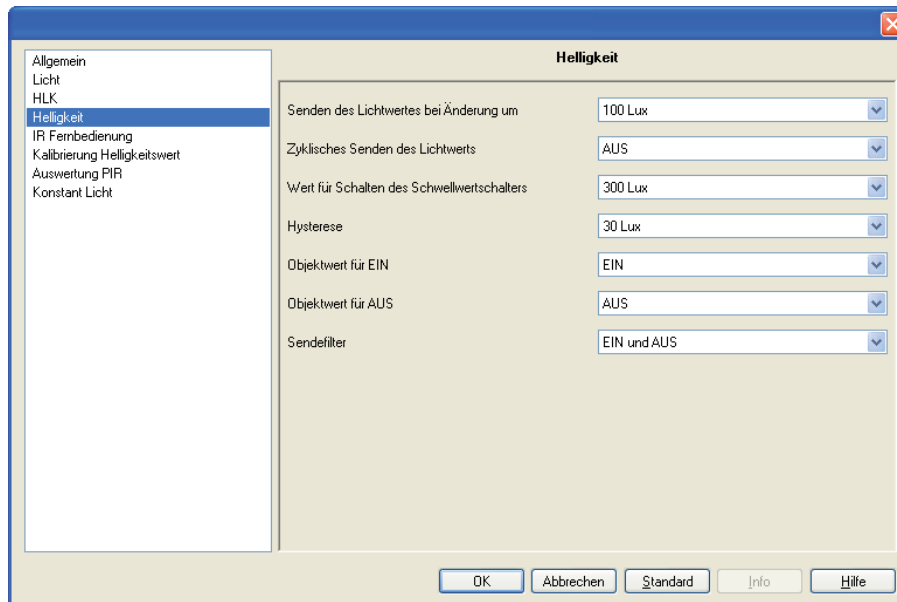 Allgemein
Licht
HLK
Helligkeit
IR Fernbedienung
Kalibrierung Helligkeitswert
Auswertung PIR
Konstant Licht
Helligkeit
Senden des Lichtwertes bei Änderung um 100 Lux
Zyklisches Senden des Lichtwerts AUS
Wert für Schalten des Schwellwertschalters 300 Lux
Hysterese 30 Lux
Objektwert für EIN EIN
Objektwert für AUS AUS
Sendefilter EIN und AUS
OK Abbrechen Standard Info Hilfe